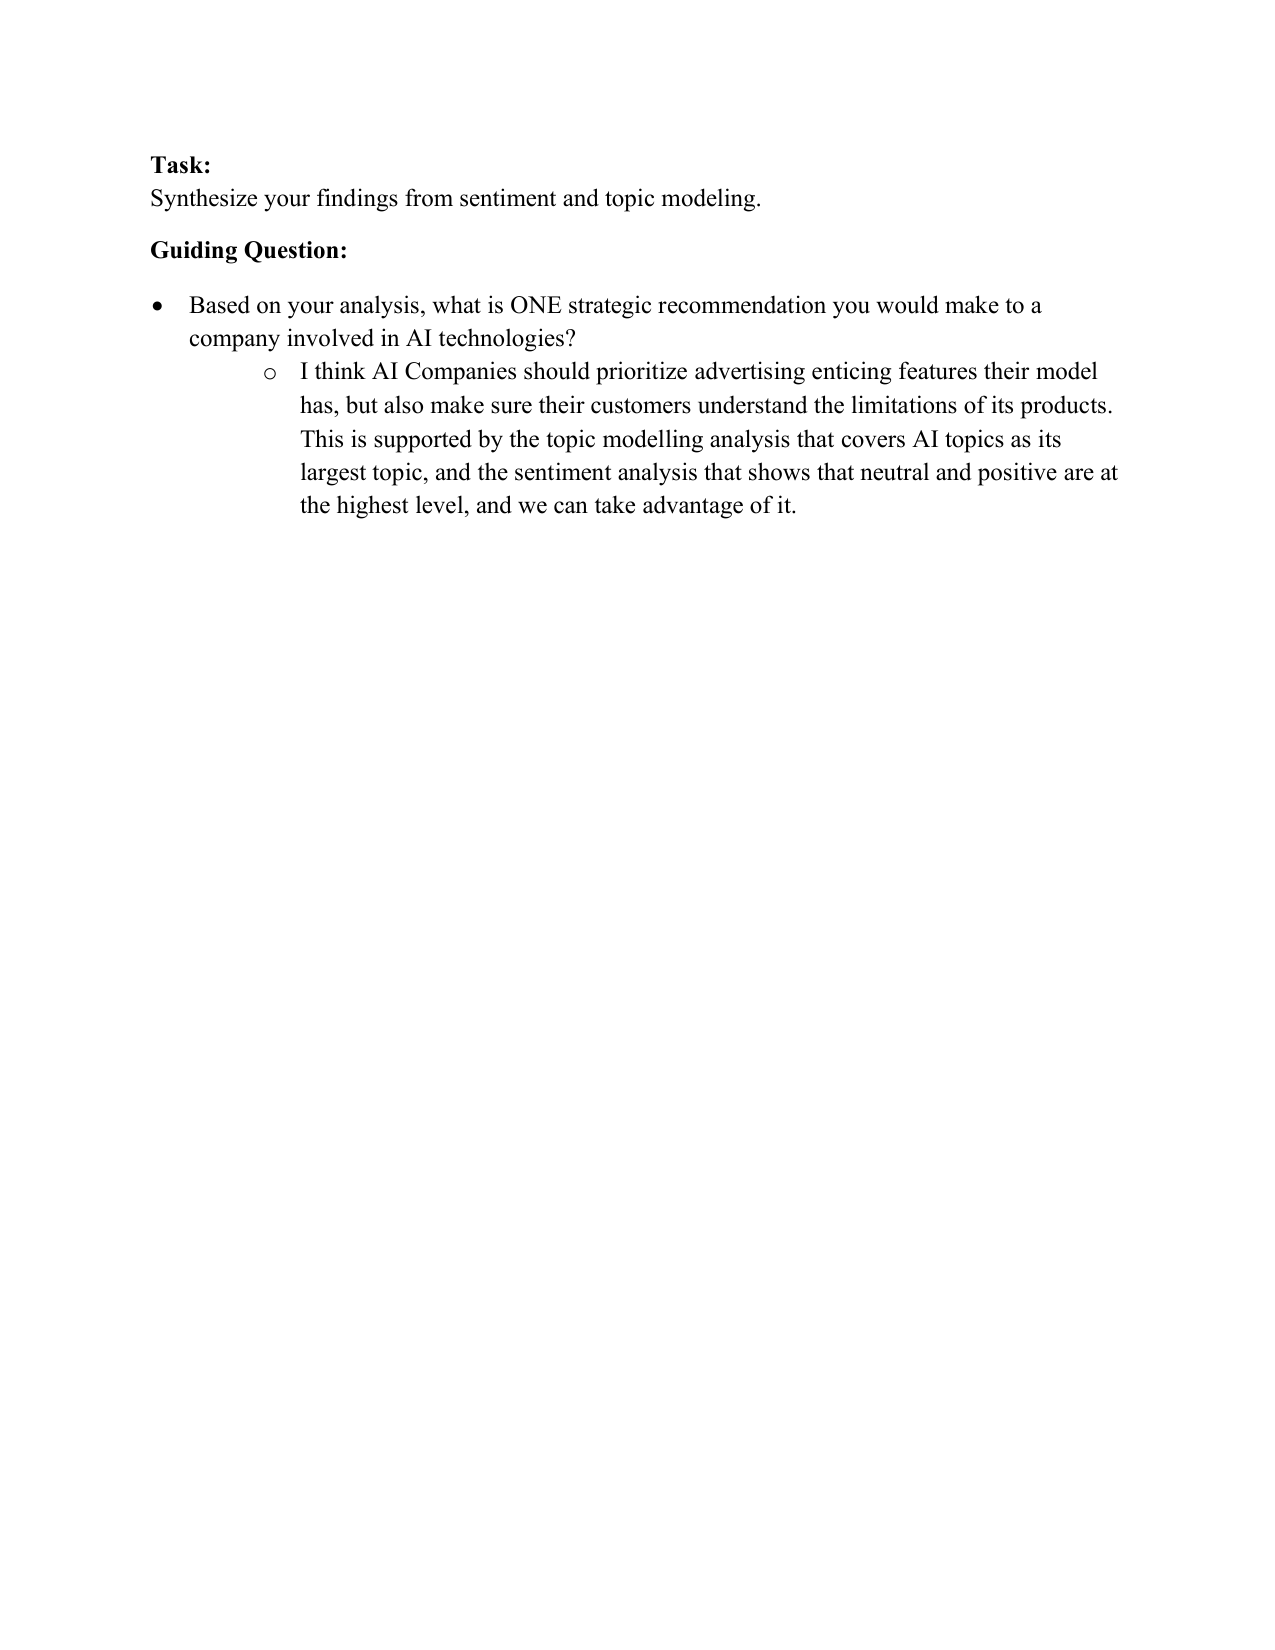 Task:
Synthesize your findings from sentiment and topic modeling.
Guiding Question:
• Based on your analysis, what is ONE strategic recommendation you would make to a
company involved in AI technologies?
o I think AI Companies should prioritize advertising enticing features their model
has, but also make sure their customers understand the limitations of its products.
This is supported by the topic modelling analysis that covers AI topics as its
largest topic, and the sentiment analysis that shows that neutral and positive are at
the highest level, and we can take advantage of it.